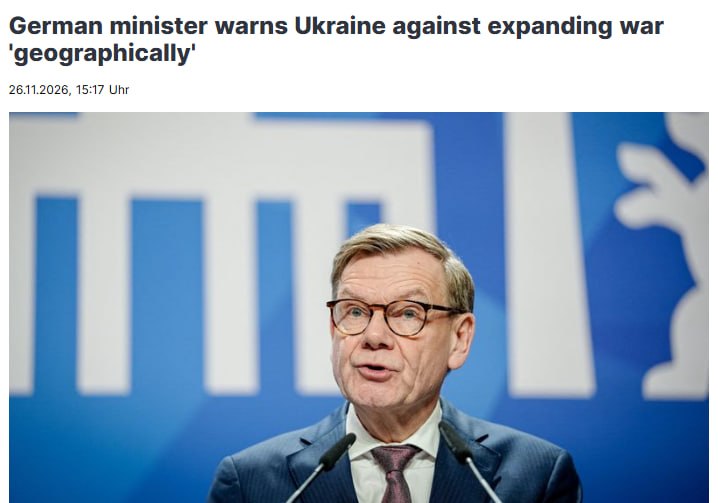 German minister warns Ukraine against expanding war
'geographically'
26.11.2026, 15:17 Uhr